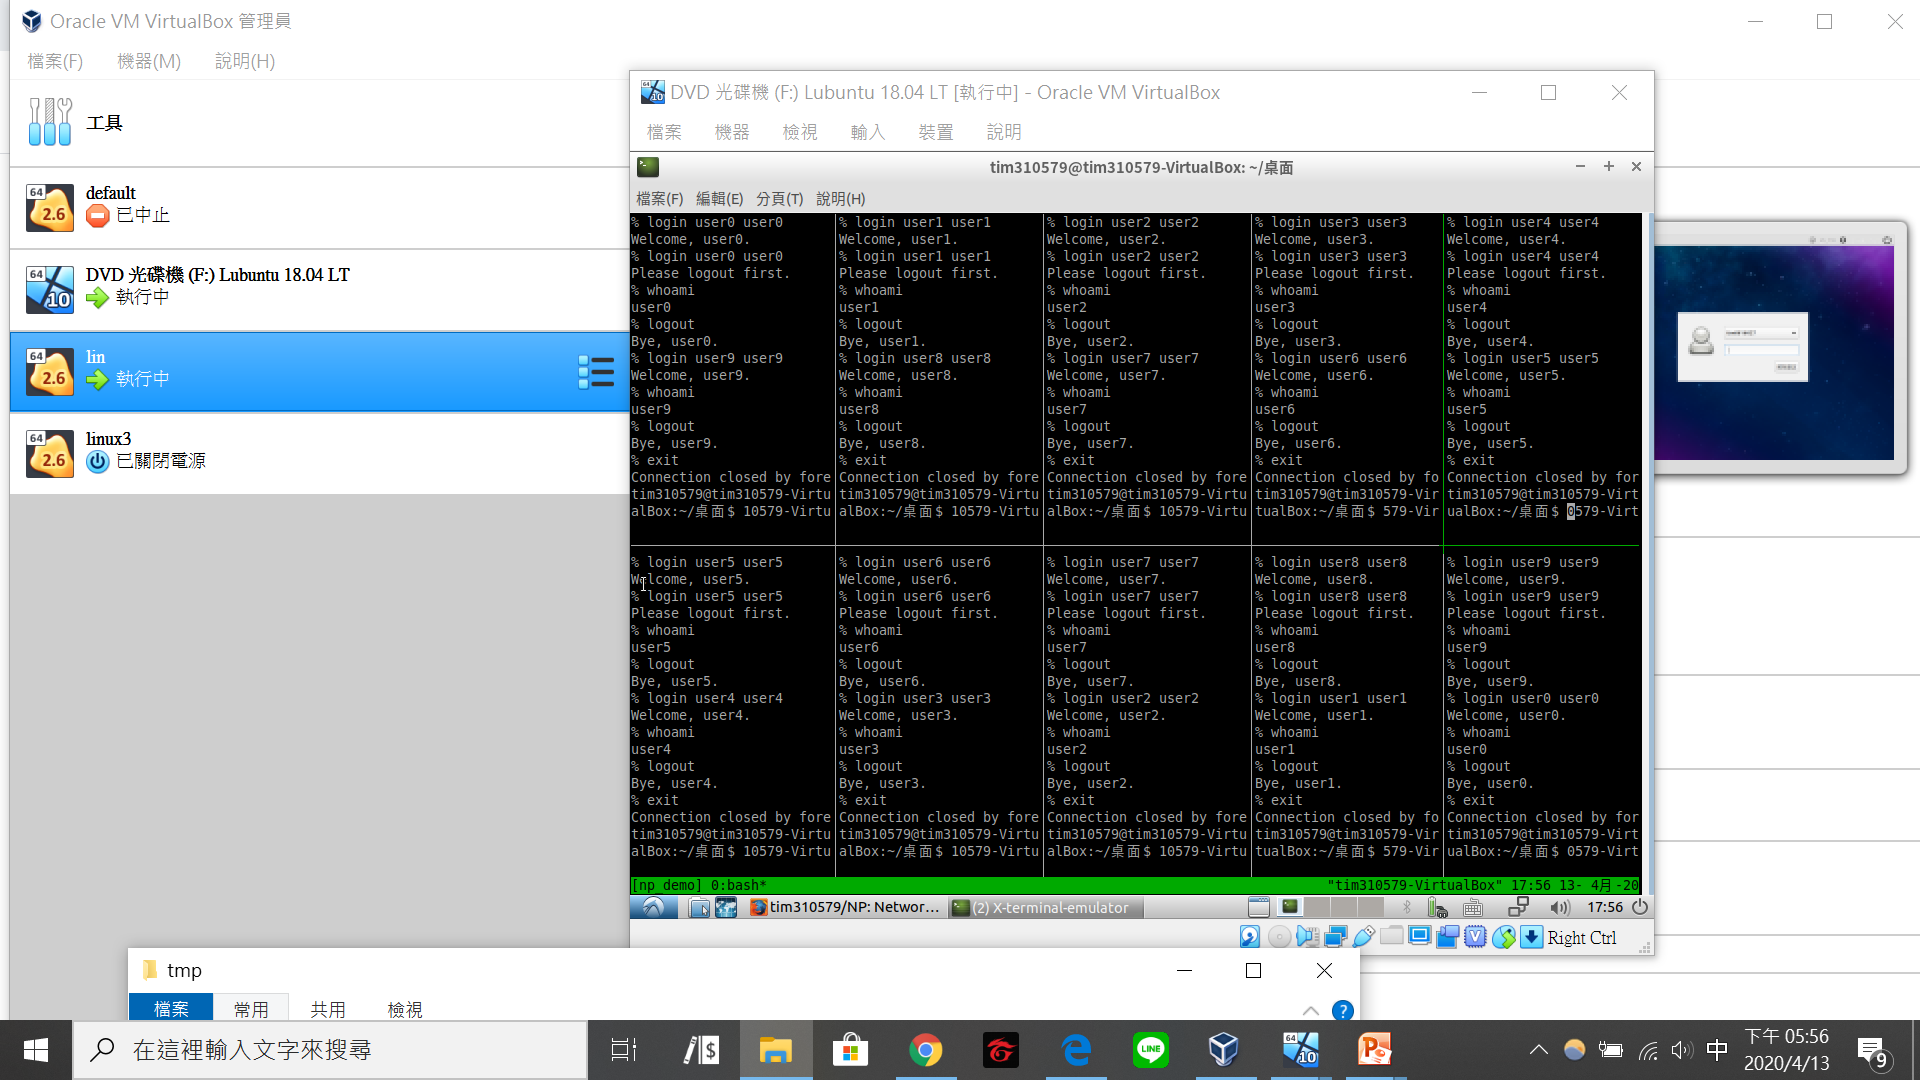 Oracle VM VirtualBox 管理員
檔案(F) 機器(M) 說明(H)
工具
64
2.6
default
已中止
64
10
DVD 光碟機 (F:) Lubuntu 18.04 LT
執行中
64
2.6
lin
執行中
64
2.6
linux3
已關閉電源
DVD 光碟機 (F:) Lubuntu 18.04 LT [執行中] - Oracle VM VirtualBox
檔案 機器 檢視 輸入 裝置 說明
tim310579@tim310579-VirtualBox: ~/桌面
檔案(F) 編輯(E) 分頁(T) 說明(H)
% login user0 user0
Welcome, user0.
% login user0 user0
Please logout first.
% whoami
user0
% logout
Bye, user0.
% login user9 user9
Welcome, user9.
% whoami
user9
% logout
Bye, user9.
% exit
Connection closed by fore
tim310579@tim310579-Virtu
alBox:~/桌面$ 10579-Virtu
% login user1 user1
Welcome, user1.
% login user1 user1
Please logout first.
% whoami
user1
% logout
Bye, user1.
% login user8 user8
Welcome, user8.
% whoami
user8
% logout
Bye, user8.
% exit
Connection closed by fore
tim310579@tim310579-Virtu
alBox:~/桌面$ 10579-Virtu
% login user2 user2
Welcome, user2.
% login user2 user2
Please logout first.
% whoami
user2
% logout
Bye, user2.
% login user7 user7
Welcome, user7.
% whoami
user7
% logout
Bye, user7.
% exit
Connection closed by fore
tim310579@tim310579-Virtu
alBox:~/桌面$ 10579-Virtu
% login user3 user3
Welcome, user3.
% login user3 user3
Please logout first.
% whoami
user3
% logout
Bye, user3.
% login user6 user6
Welcome, user6.
% whoami
user6
% logout
Bye, user6.
% exit
Connection closed by fo
tim310579@tim310579-Vir
tualBox:~/桌面$ 579-Vir
% login user4 user4
Welcome, user4.
% login user4 user4
Please logout first.
% whoami
user4
% logout
Bye, user4.
% login user5 user5
Welcome, user5.
% whoami
user5
% logout
Bye, user5.
% exit
Connection closed by for
tim310579@tim310579-Virt
ualBox:~/桌面$ 0579-Virt
% login user5 user5
Welcome, user5.
% login user5 user5
Please logout first.
% whoami
user5
% logout
Bye, user5.
% login user4 user4
Welcome, user4.
% whoami
user4
% logout
Bye, user4.
% exit
Connection closed by fore
tim310579@tim310579-Virtu
alBox:~/桌面$ 10579-Virtu
% login user6 user6
Welcome, user6.
% login user6 user6
Please logout first.
% whoami
user6
% logout
Bye, user6.
% login user3 user3
Welcome, user3.
% whoami
user3
% logout
Bye, user3.
% exit
Connection closed by fore
tim310579@tim310579-Virtu
alBox:~/桌面$ 10579-Virtu
% login user7 user7
Welcome, user7.
% login user7 user7
Please logout first.
% whoami
user7
% logout
Bye, user7.
% login user2 user2
Welcome, user2.
% whoami
user2
% logout
Bye, user2.
% exit
Connection closed by fore
tim310579@tim310579-Virtu
alBox:~/桌面$ 10579-Virtu
% login user8 user8
Welcome, user8.
% login user8 user8
Please logout first.
% whoami
user8
% logout
Bye, user8.
% login user1 user1
Welcome, user1.
% whoami
user1
% logout
Bye, user1.
% exit
Connection closed by fo
tim310579@tim310579-Vir
tualBox:~/桌面$ 579-Vir
% login user9 user9
Welcome, user9.
% login user9 user9
Please logout first.
% whoami
user9
% logout
Bye, user9.
% login user0 user0
Welcome, user0.
% whoami
user0
% logout
Bye, user0.
% exit
Connection closed by for
tim310579@tim310579-Virt
ualBox:~/桌面$ 0579-Virt
[np_demo] 0:bash* "tim310579-VirtualBox" 17:56 13- 4月-20
tim310579/NP: Networ... (2) X-terminal-emulator 17:56
Right Ctrl
tmp
檔案 常用 共用 檢視
在這裡輸入文字來搜尋
LINE
中
下午 05:56
2020/4/13
9